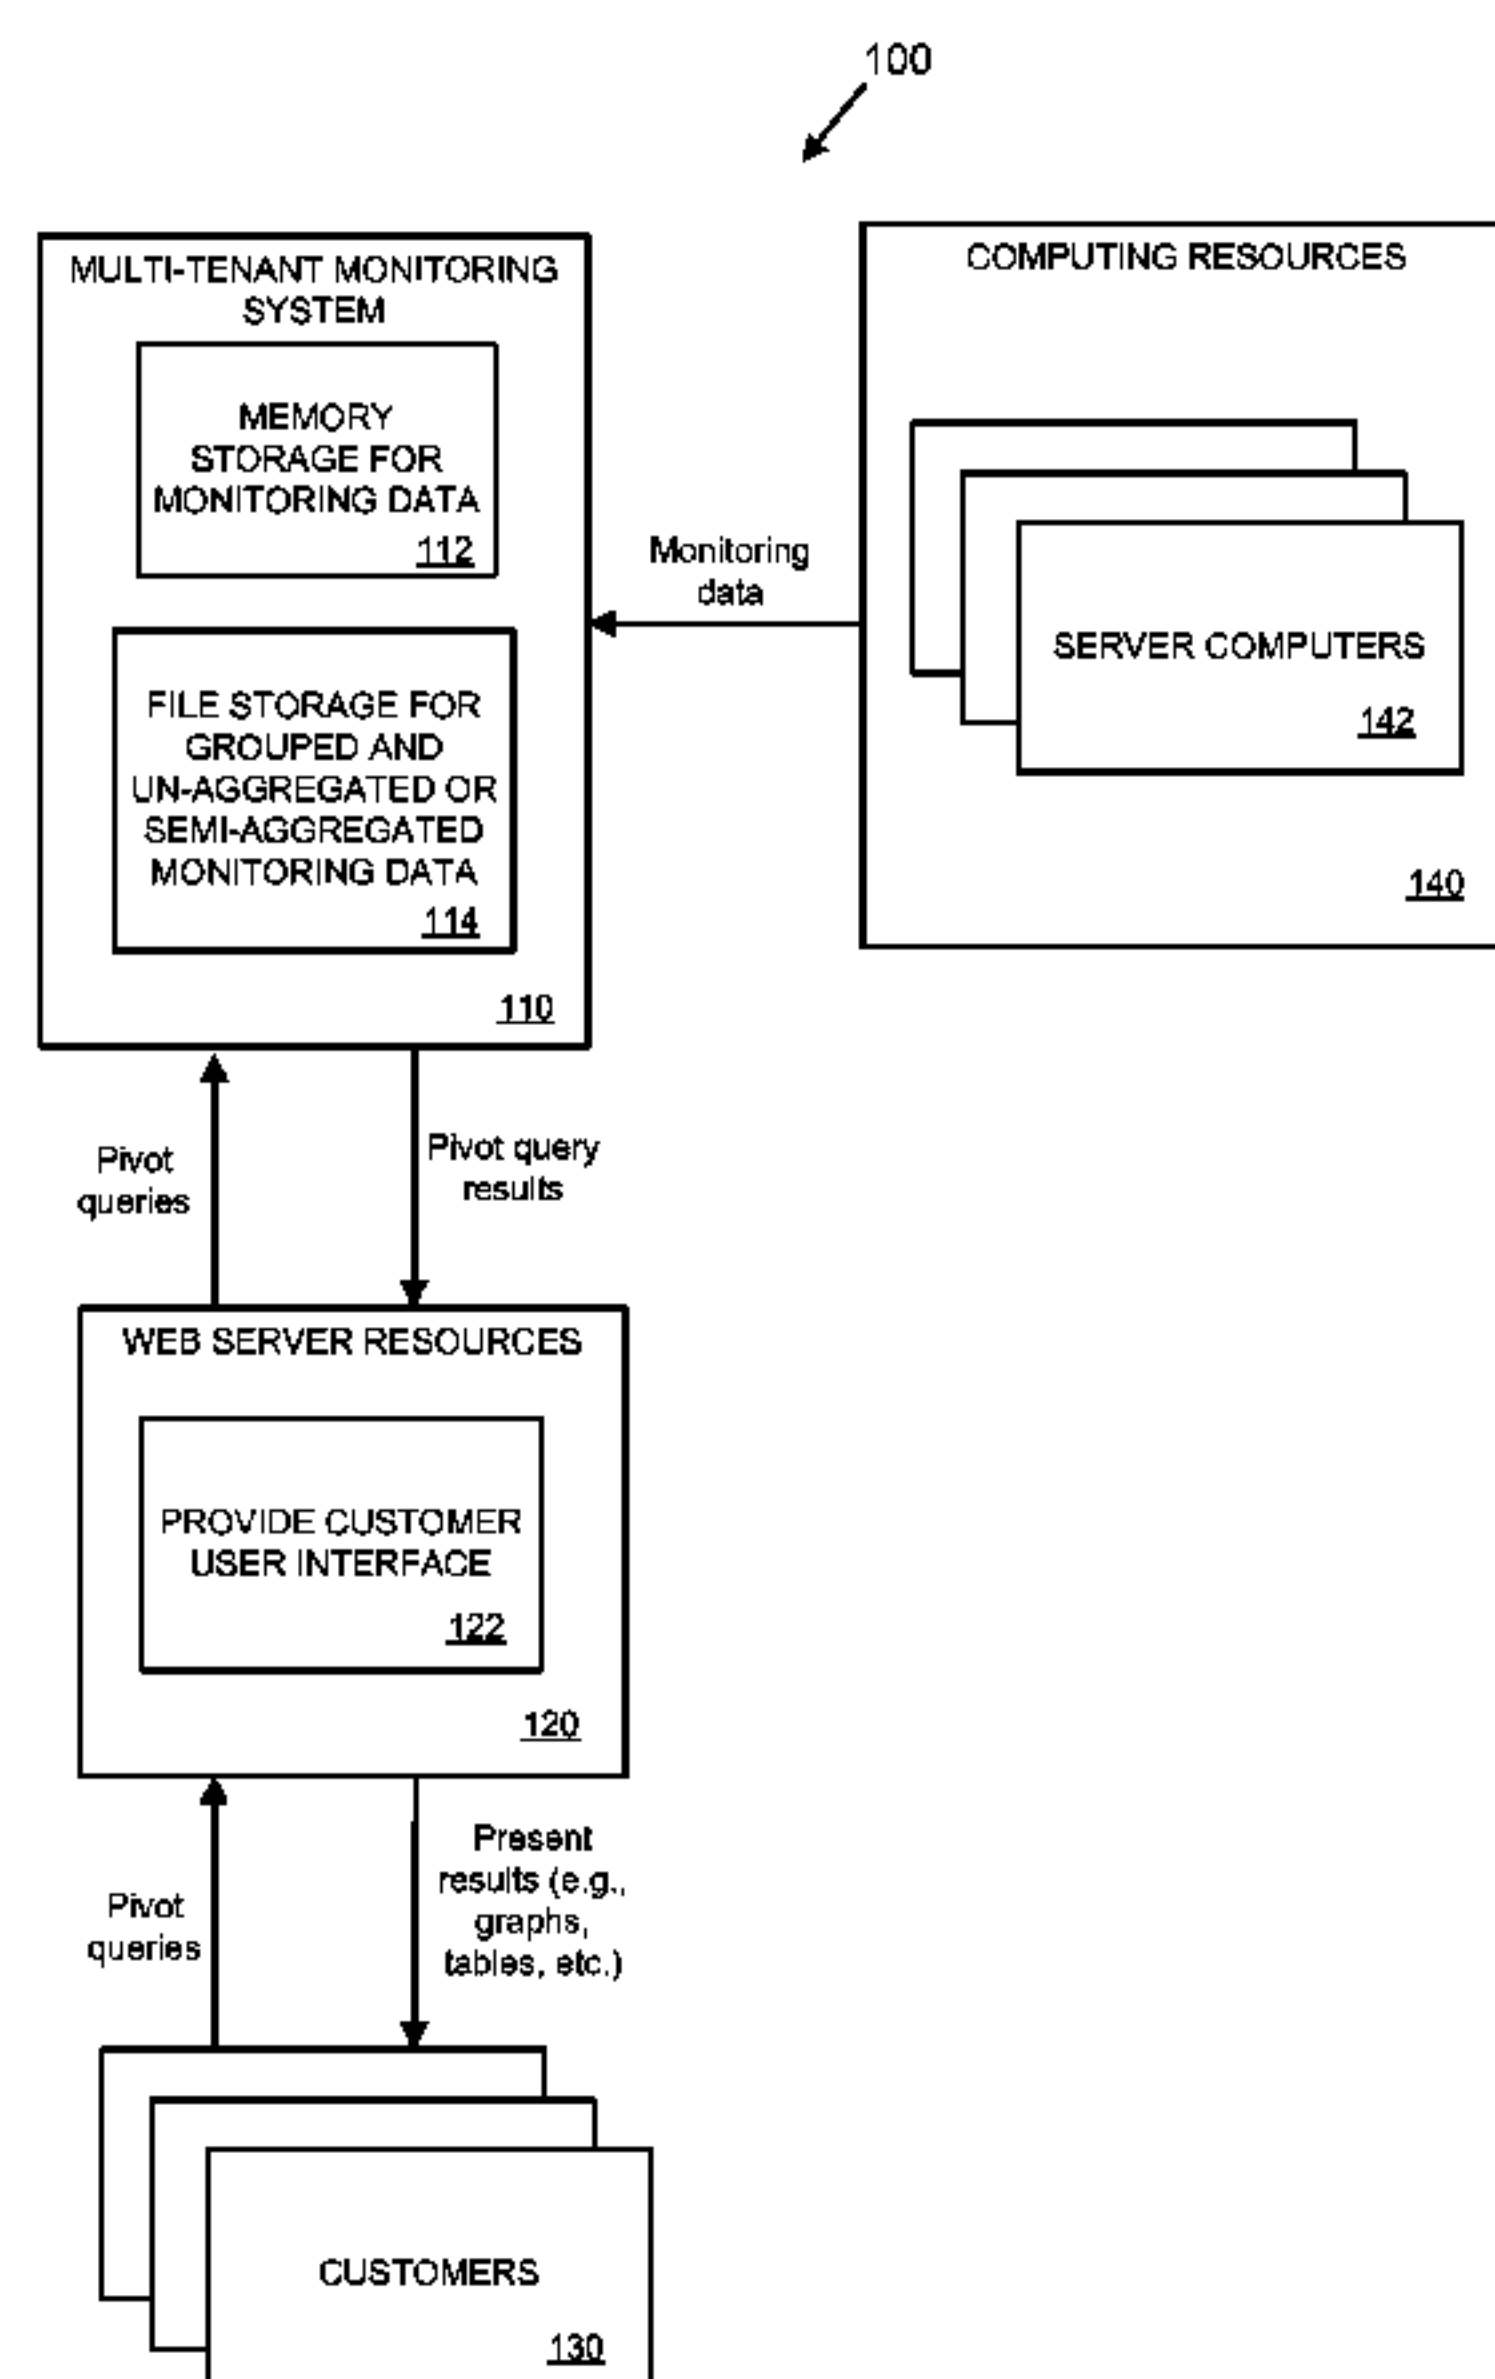 100
MULTI-TENANT MONITORING
SYSTEM
MEMORY
STORAGE FOR
MONITORING DATA
112
FILE STORAGE FOR
GROUPED AND
UN-AGGREGATED OR
SEMI-AGGREGATED
MONITORING DATA
114
110
Monitoring
data
COMPUTING RESOURCES
SERVER COMPUTERS
142
140
Pivot
queries
Pivot query
results
WEB SERVER RESOURCES
PROVIDE CUSTOMER
USER INTERFACE
122
120
Pivot
queries
Present
results (e.g.,
graphs,
tables, etc.)
CUSTOMERS
130